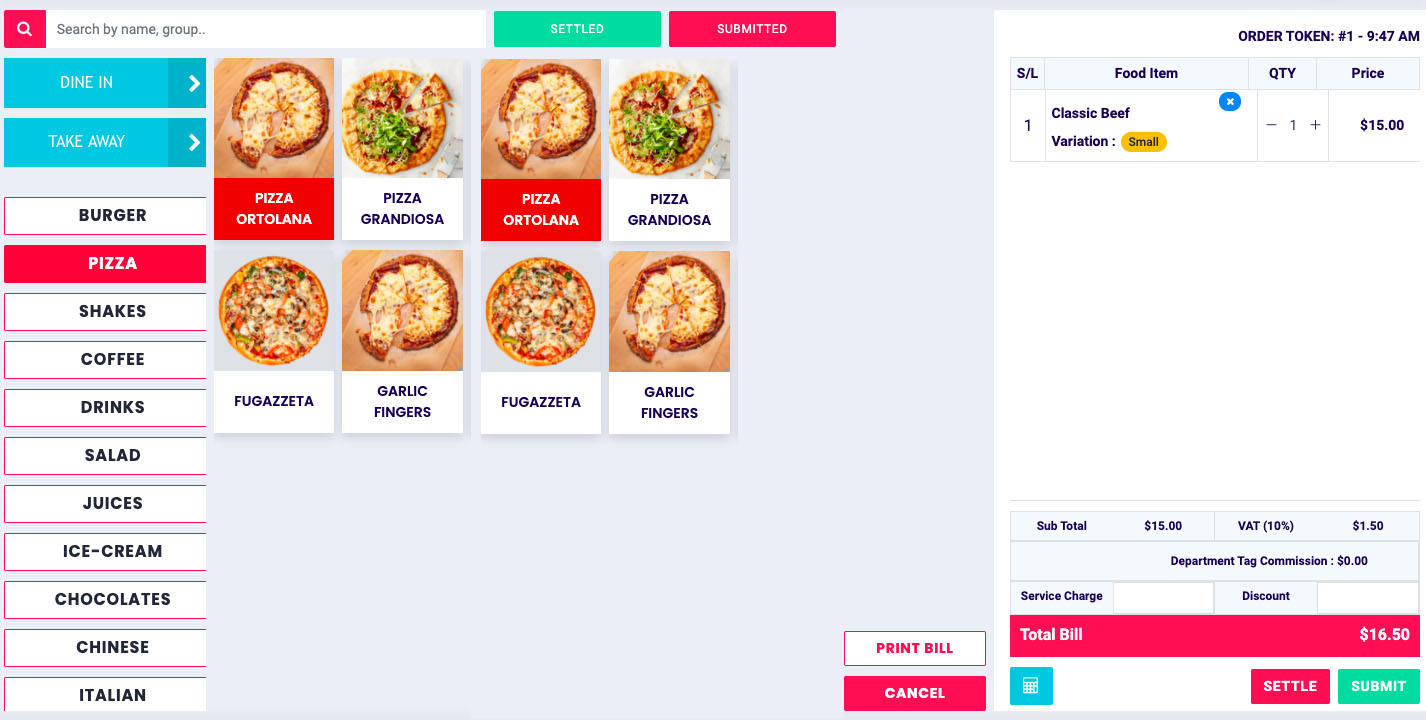 Search by name, group..
SETTLED
SUBMITTED
DINE IN
TAKE AWAY
BURGER
PIZZA
SHAKES
COFFEE
DRINKS
SALAD
JUICES
ICE-CREAM
CHOCOLATES
CHINESE
ITALIAN
PIZZA
ORTOLANA
PIZZA
GRANDIOSA
PIZZA
ORTOLANA
PIZZA
GRANDIOSA
FUGAZZETA
GARLIC
FINGERS
FUGAZZETA
GARLIC
FINGERS
PRINT BILL
CANCEL
ORDER TOKEN: #1 - 9:47 AM
S/L Food Item QTY Price
1 Classic Beef − 1 + $15.00
Variation : Small
Sub Total $15.00 VAT (10%) $1.50
Department Tag Commission : $0.00
Service Charge Discount
Total Bill $16.50
SETTLE SUBMIT